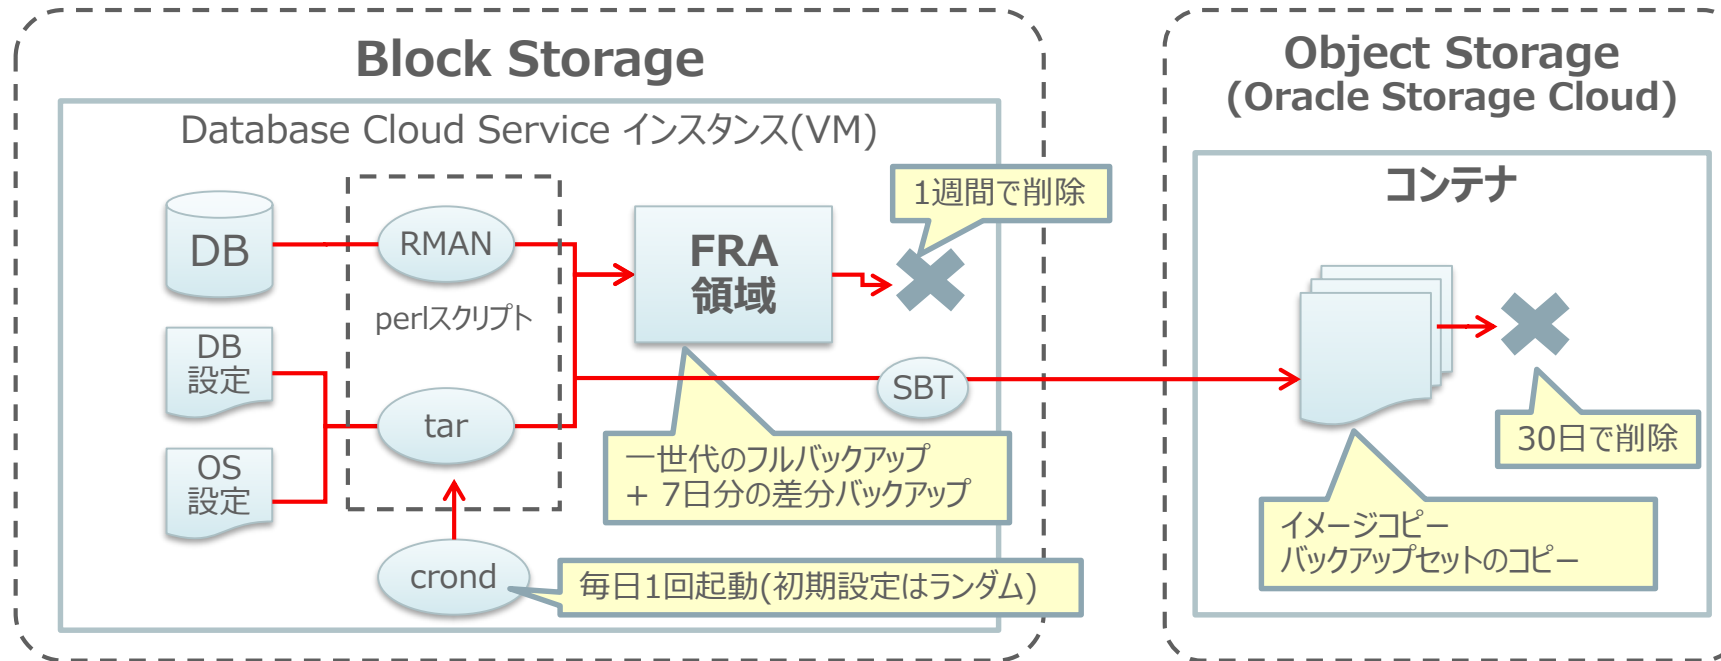 Block Storage
Database Cloud Service インスタンス(VM)
DB
RMAN
perlスクリプト
FRA
領域
1週間で削除
DB
設定
tar
SBT
OS
設定
一世代のフルバックアップ
+ 7日分の差分バックアップ
crond
毎日1回起動(初期設定はランダム)
Object Storage
(Oracle Storage Cloud)
コンテナ
30日で削除
イメージコピー
バックアップセットのコピー